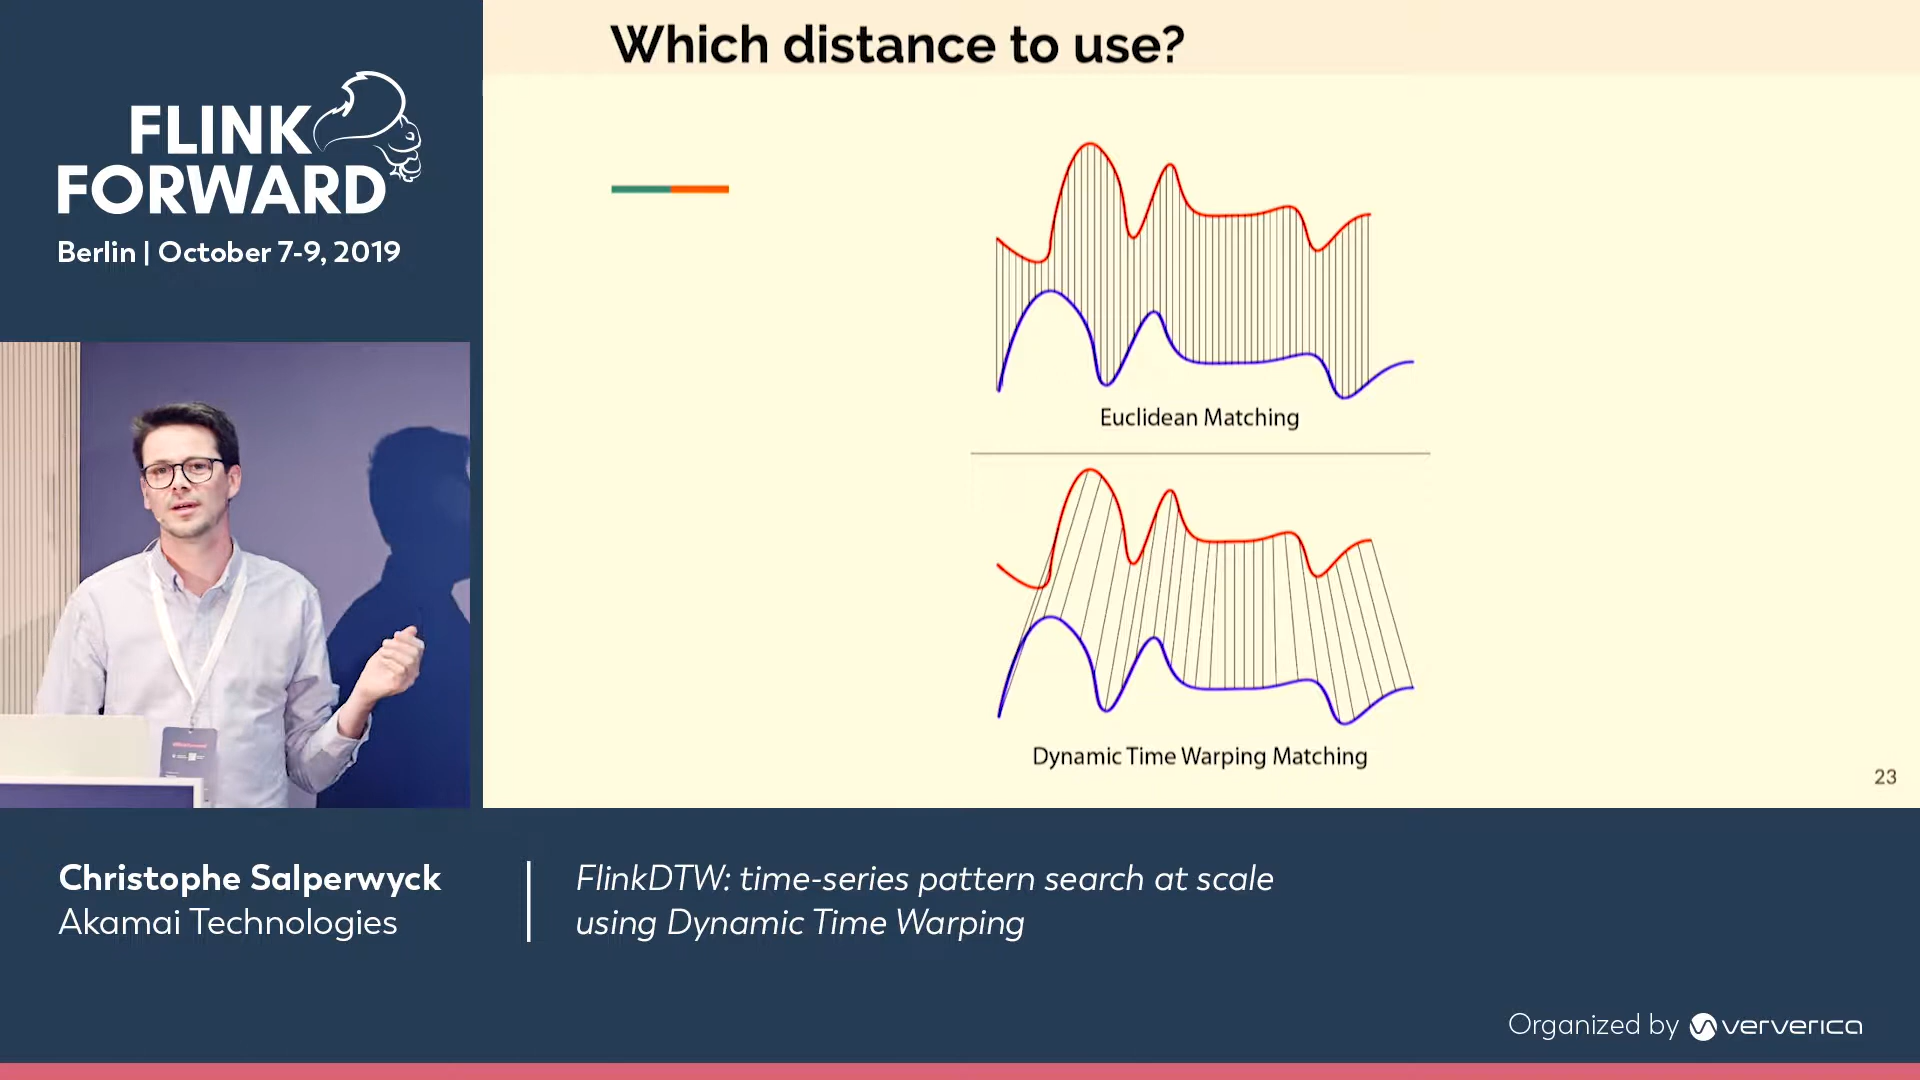 FLINK
FORWARD
Berlin | October 7-9, 2019
Which distance to use?
Euclidean Matching
Dynamic Time Warping Matching
23
Christophe Salperwyck
Akamai Technologies
FlinkDTW: time-series pattern search at scale
using Dynamic Time Warping
Organized by ververica